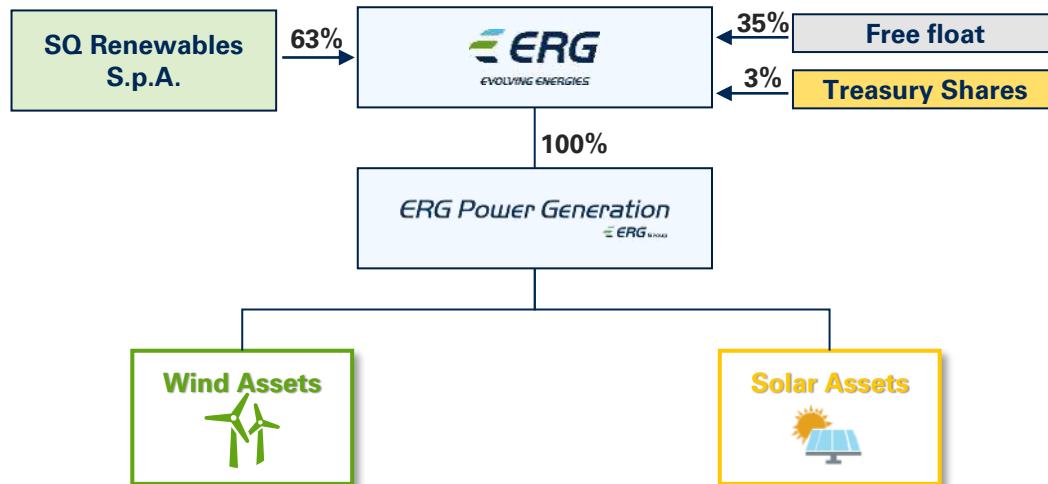 SQ Renewables
S.p.A.
63%
ERG
EVOLVING ENERGIES
35%
Free float
3%
Treasury Shares
100%
ERG Power Generation
ERG
Wind Assets
Solar Assets